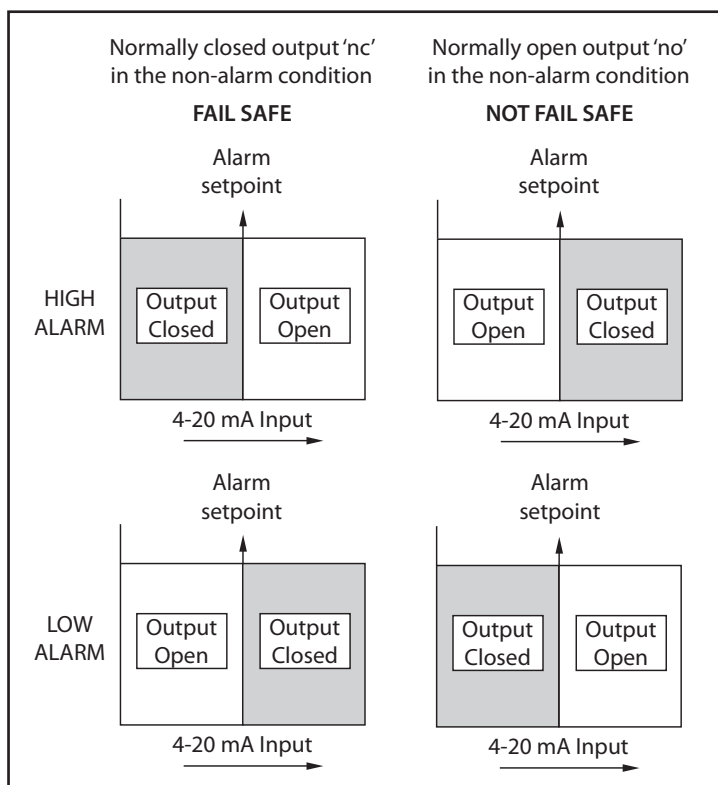 Normally closed output ‘nc’
in the non-alarm condition
FAIL SAFE
Normally open output ‘no’
in the non-alarm condition
NOT FAIL SAFE
HIGH
ALARM
Alarm
setpoint
Output
Closed
Output
Open
4-20 mA Input
Alarm
setpoint
Output
Open
Output
Closed
4-20 mA Input
LOW
ALARM
Alarm
setpoint
Output
Open
Output
Closed
4-20 mA Input
Alarm
setpoint
Output
Closed
Output
Open
4-20 mA Input